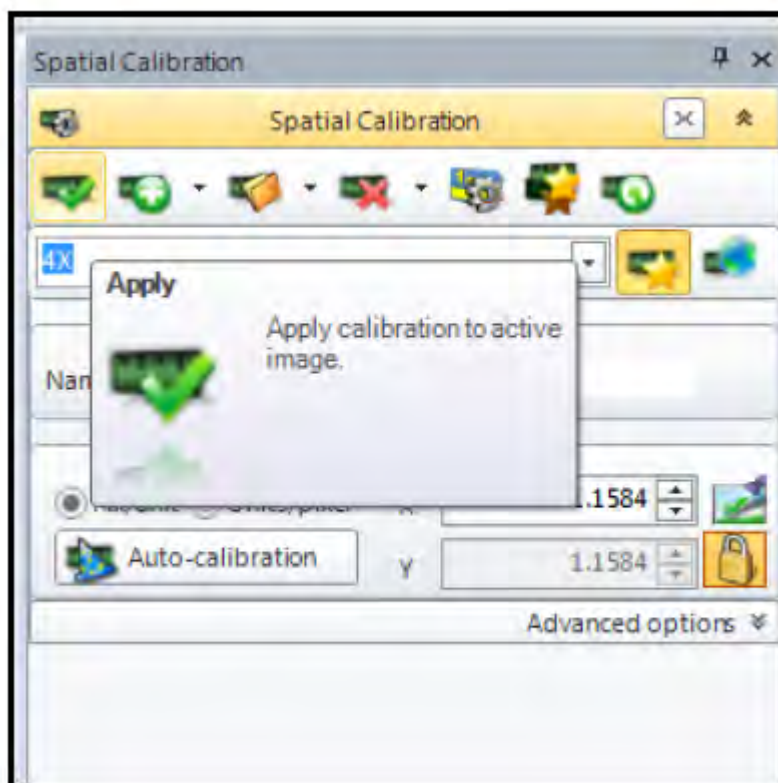 Spatial Calibration
Spatial Calibration
4X
Apply
Apply calibration to active
image.
Nam
1.1584
Auto-calibration
Y
1.1584
Advanced options